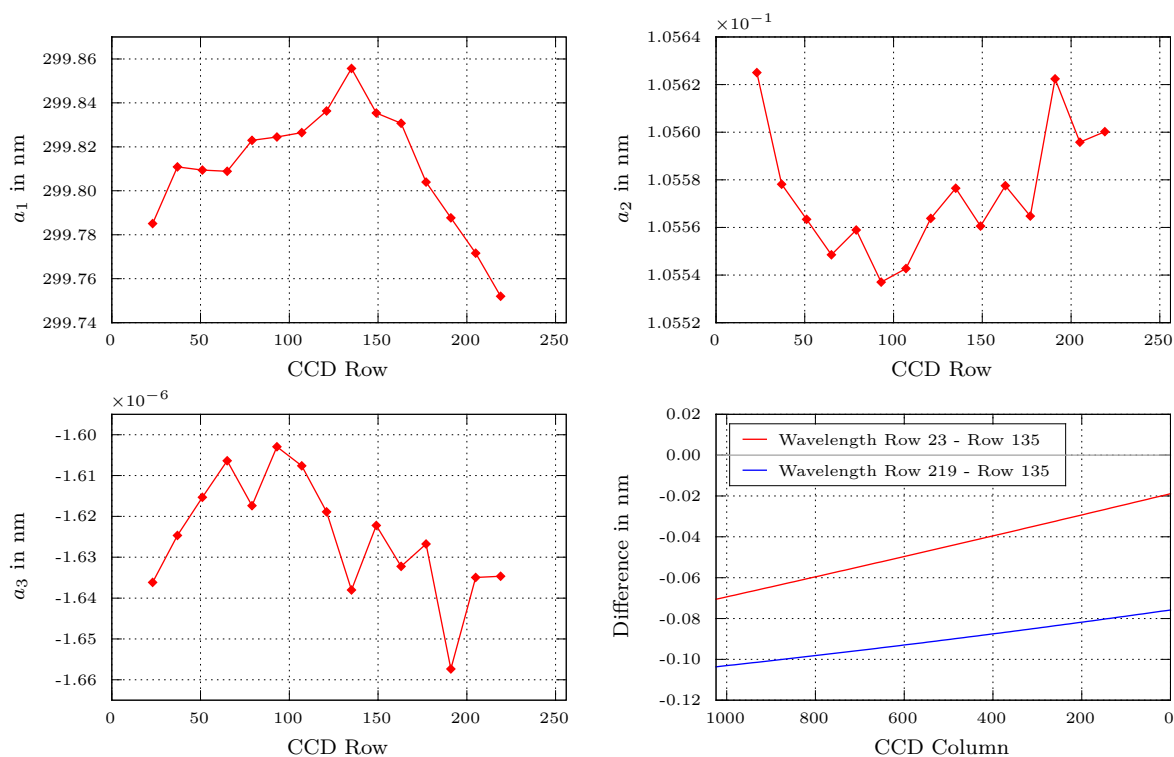 299.86
299.84
299.82
299.80
299.78
299.76
299.74
a1 in nm
0 50 100 150 200 250
CCD Row
×10−1
1.0564
1.0562
1.0560
1.0558
1.0556
1.0554
1.0552
a2 in nm
0 50 100 150 200 250
CCD Row
×10−6
-1.60
-1.61
-1.62
-1.63
-1.64
-1.65
-1.66
a3 in nm
0 50 100 150 200 250
CCD Row
0.02
0.00
-0.02
-0.04
-0.06
-0.08
-0.10
-0.12
Difference in nm
Wavelength Row 23 - Row 135
Wavelength Row 219 - Row 135
1000 800 600 400 200 0
CCD Column